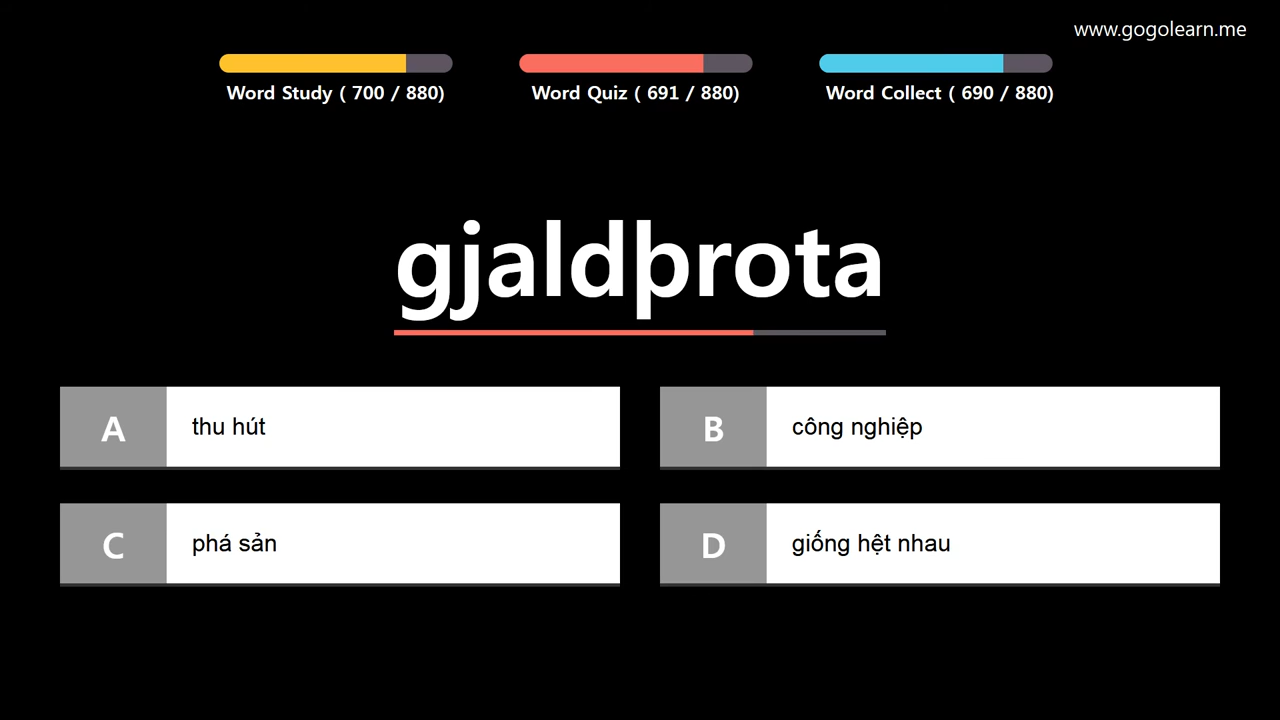 www.gogolearn.me
Word Study ( 700 / 880)
Word Quiz ( 691 / 880)
Word Collect ( 690 / 880)
gjaldþrota
A
thu hút
B
công nghiệp
C
phá sản
D
giống hệt nhau